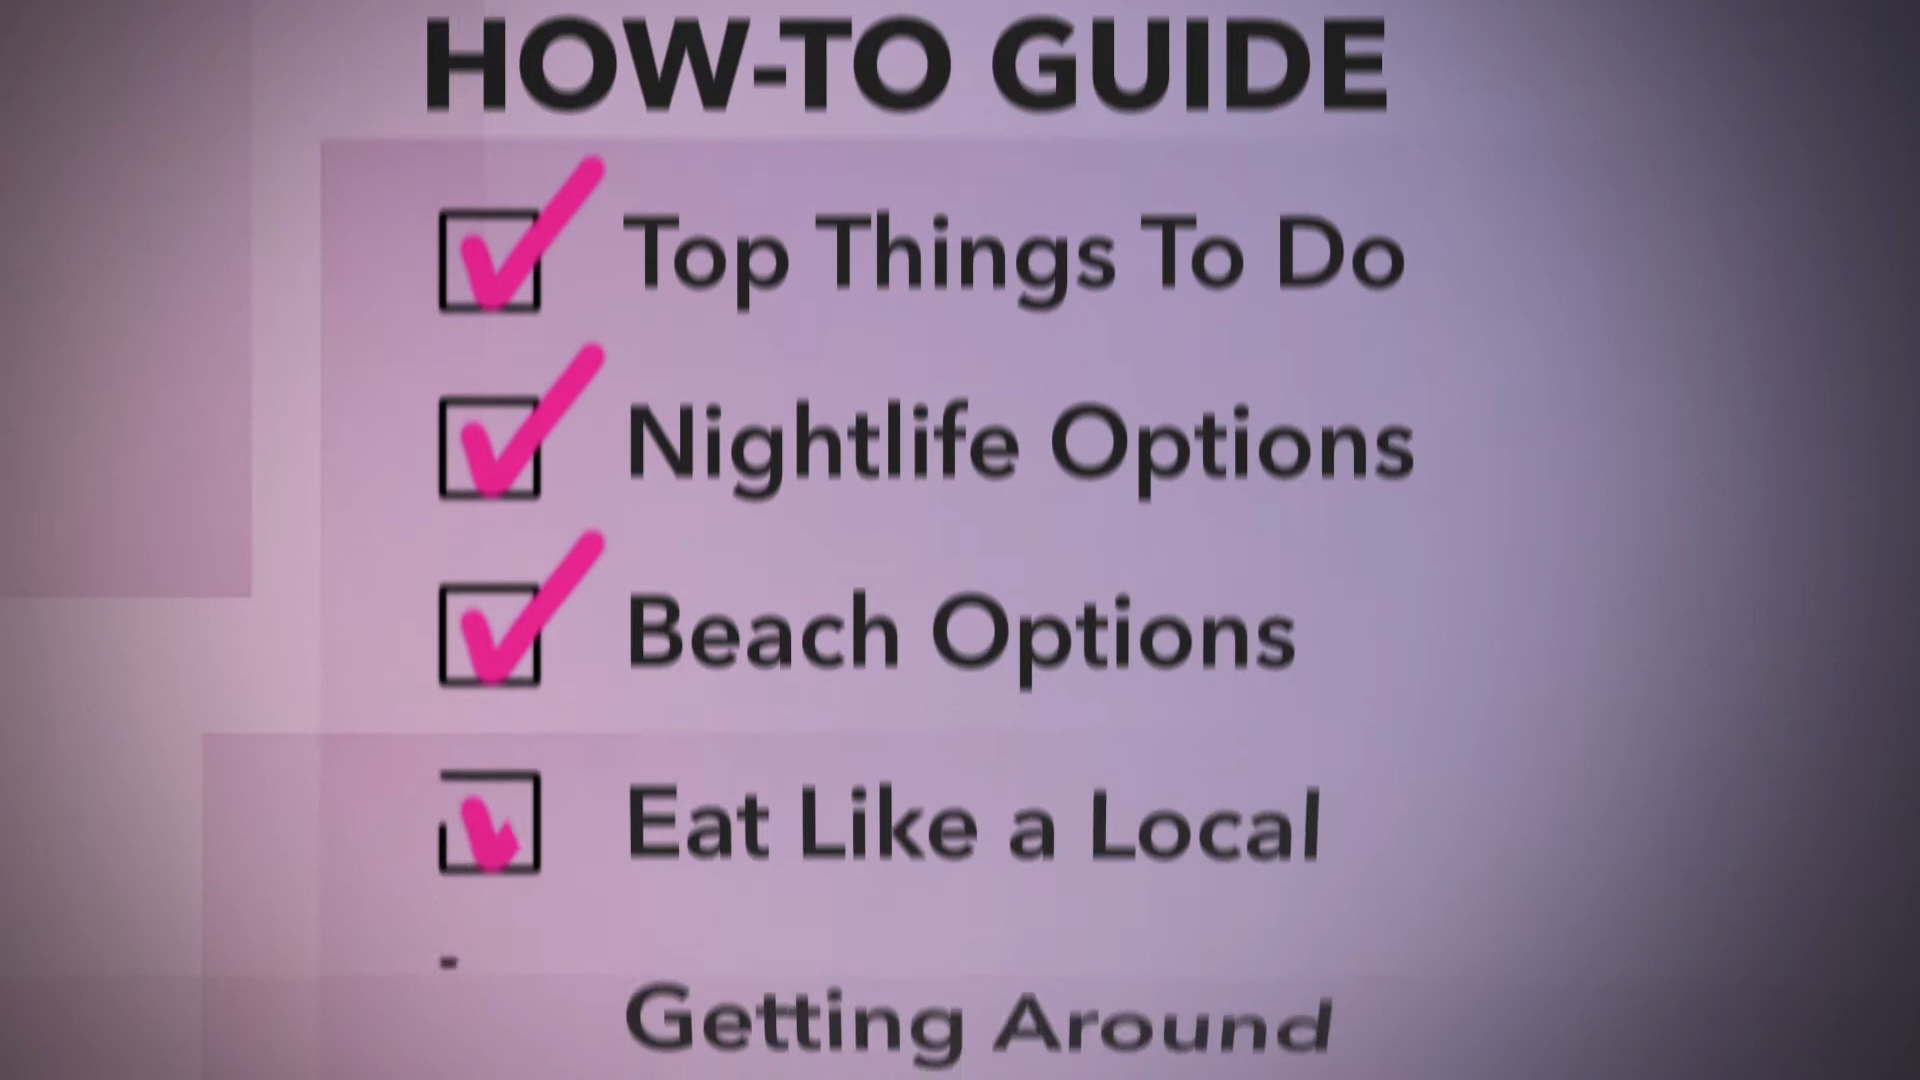 HOW-TO GUIDE
Top Things To Do
Nightlife Options
Beach Options
Eat Like a Local
Getting Around